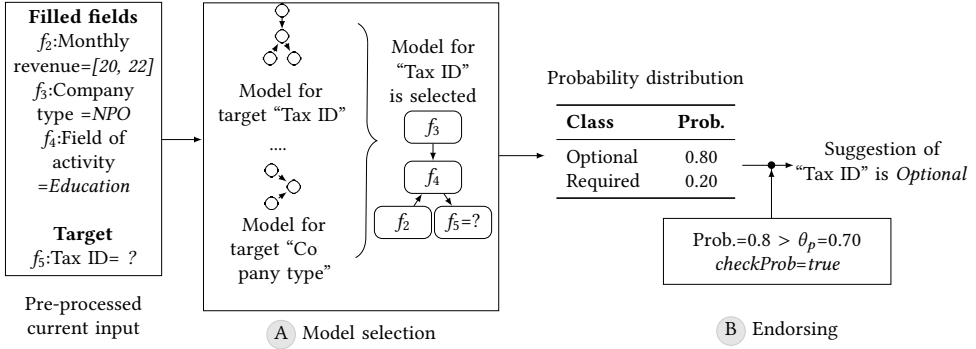 Filled fields
f2:Monthly
revenue=[20, 22]
f3:Company
type =NPO
f4:Field of
activity
=Education
Target
f5:Tax ID= ?
Pre-processed
current input
Model for
target “Tax ID”
....
Model for
target “Co
pany type”
Model for
“Tax ID”
is selected
f3
f4
f2
f5=?
A Model selection
Probability distribution
Class Prob.
Optional 0.80
Required 0.20
Suggestion of
“Tax ID” is Optional
Prob.=0.8 > θp=0.70
checkProb=true
B Endorsing